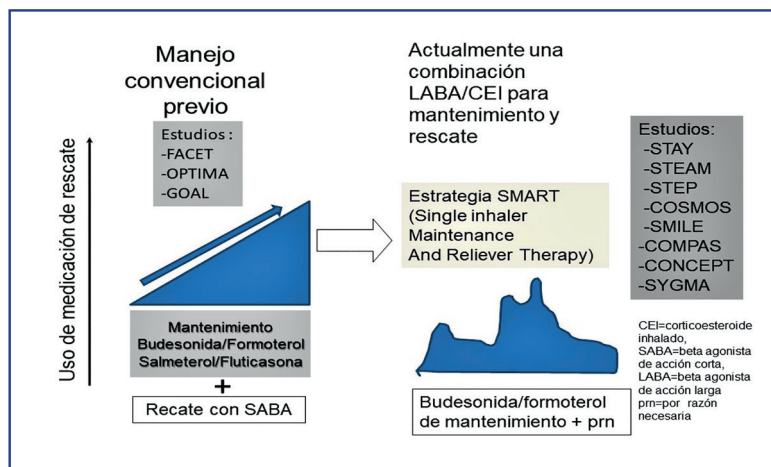 Manejo
convencional
previo
Estudios :
-FACET
-OPTIMA
-GOAL
Uso de medicación de rescate
Mantenimiento
Budesonida/Formoterol
Salmeterol/Fluticasona
+
Recate con SABA
Actualmente una
combinación
LABA/CEI para
mantenimiento y
rescate
Estrategia SMART
(Single inhaler
Maintenance
And Reliever Therapy)
Budesonida/formoterol
de mantenimiento + prn
Estudios:
-STAY
-STEAM
-STEP
-COSMOS
-SMILE
-COMPAS
-CONCEPT
-SYGMA
CEI=corticoesteroide
inhalado,
SABA=beta agonista
de acción corta,
LABA=beta agonista
de acción larga
prn=por razón
necesaria